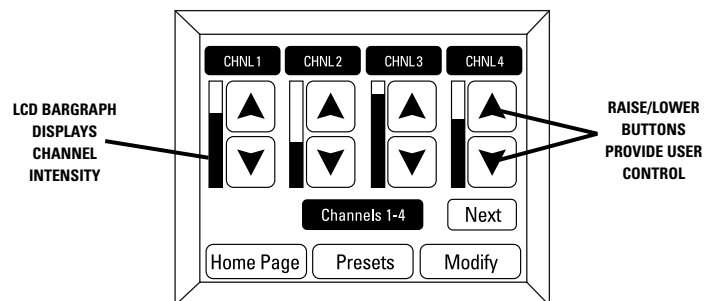 CHNL 1
CHNL 2
CHNL 3
CHNL 4
LCD BARGRAPH
DISPLAYS
CHANNEL
INTENSITY
RAISE/LOWER
BUTTONS
PROVIDE USER
CONTROL
Channels 1-4
Next
Home Page
Presets
Modify